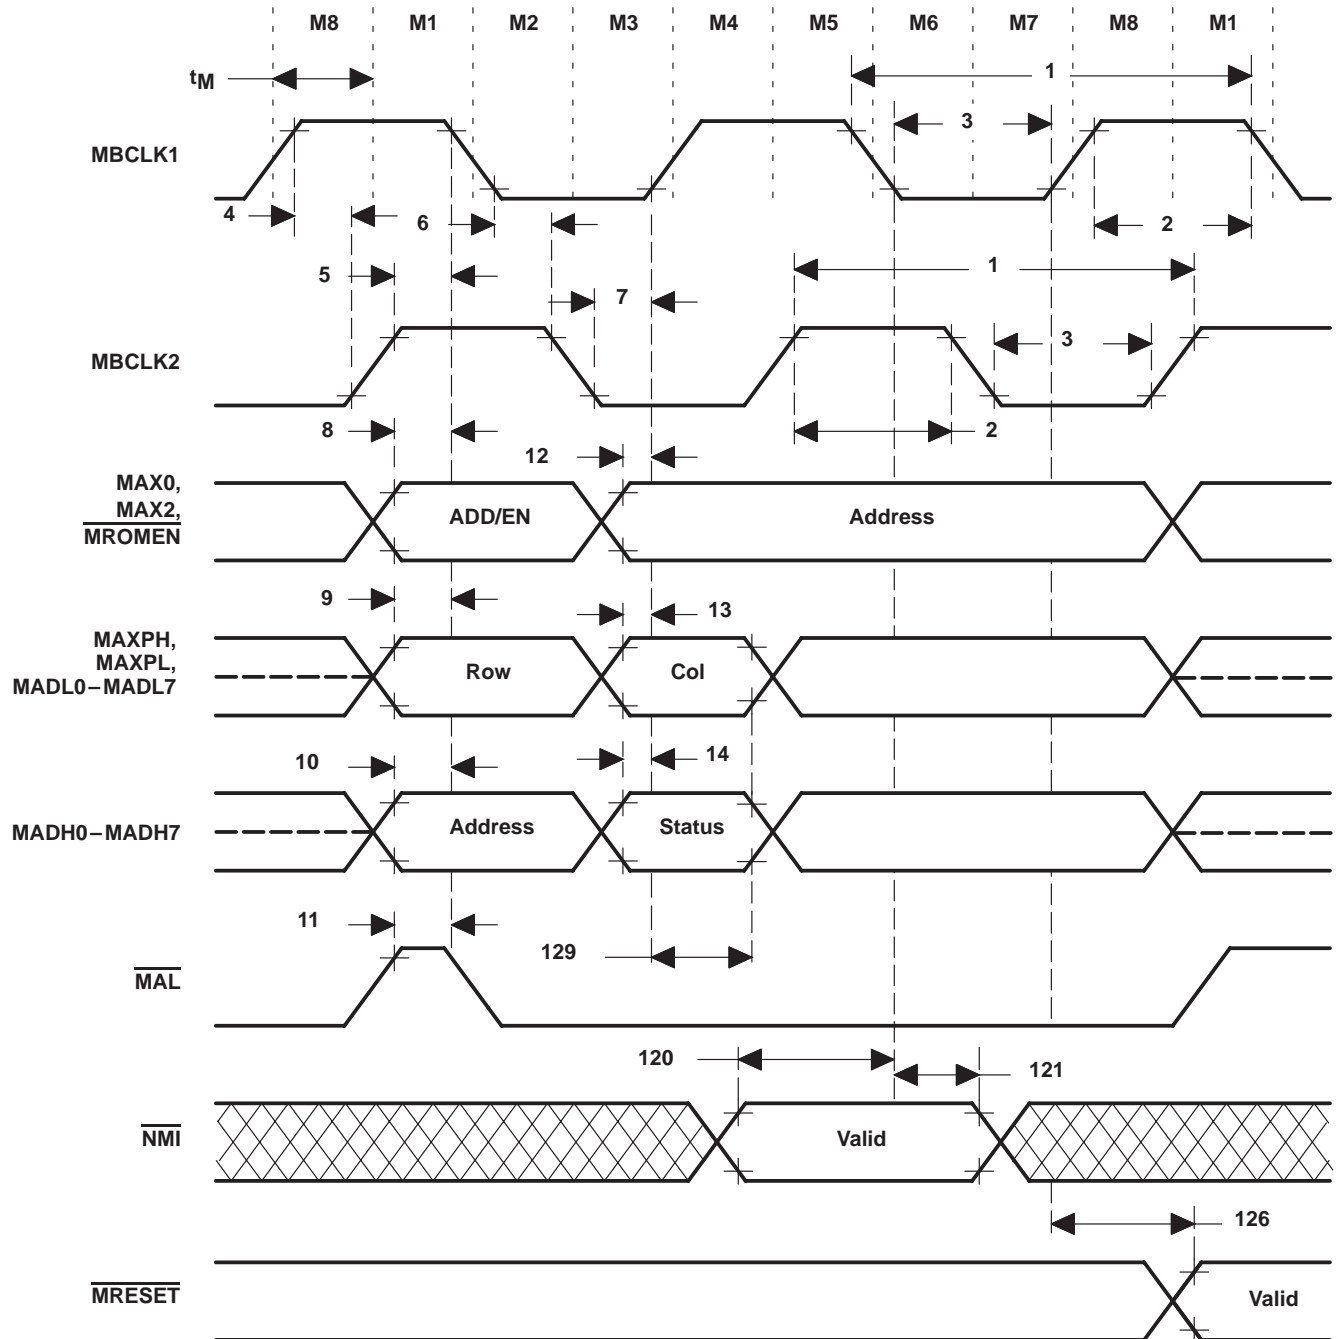 M8 M1 M2 M3 M4 M5 M6 M7 M8 M1
tM
1
3
MBCLK1
4
6
2
5
1
7
MBCLK2
3
8
2
12
MAX0,
MAX2,
MROMEN
ADD/EN
Address
9
13
MAXPH,
MAXPL,
MADL0–MADL7
Row
Col
10
14
MADH0–MADH7
Address
Status
11
129
MAL
120
121
NMI
Valid
126
MRESET
Valid